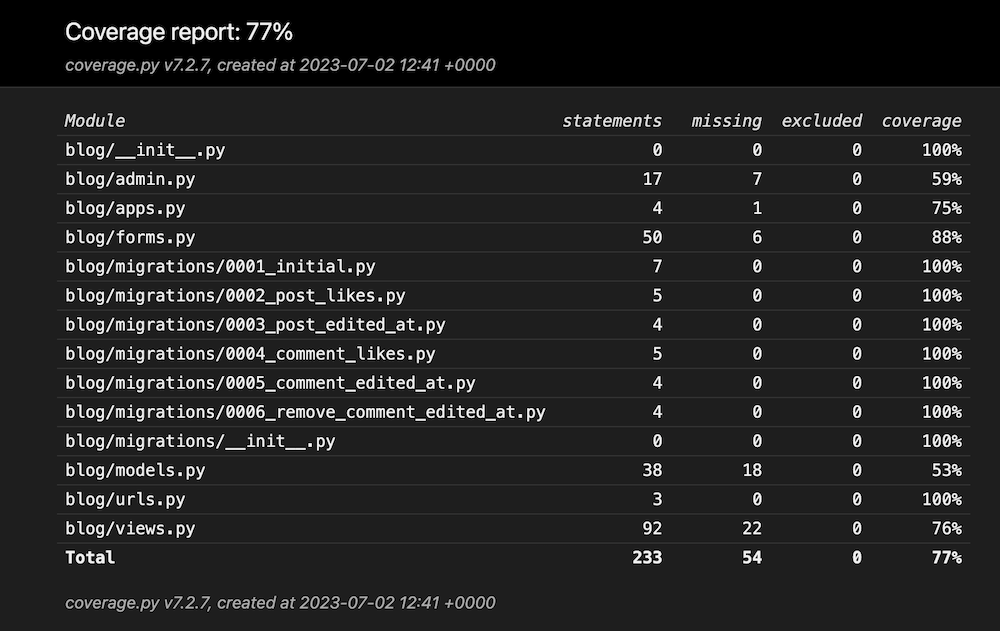 Coverage report: 77%
coverage.py v7.2.7, created at 2023-07-02 12:41 +0000
Module statements missing excluded coverage
blog/__init__.py 0 0 0 100%
blog/admin.py 17 7 0 59%
blog/apps.py 4 1 0 75%
blog/forms.py 50 6 0 88%
blog/migrations/0001_initial.py 7 0 0 100%
blog/migrations/0002_post_likes.py 5 0 0 100%
blog/migrations/0003_post_edited_at.py 4 0 0 100%
blog/migrations/0004_comment_likes.py 5 0 0 100%
blog/migrations/0005_comment_edited_at.py 4 0 0 100%
blog/migrations/0006_remove_comment_edited_at.py 4 0 0 100%
blog/migrations/__init__.py 0 0 0 100%
blog/models.py 38 18 0 53%
blog/urls.py 3 0 0 100%
blog/views.py 92 22 0 76%
Total 233 54 0 77%
coverage.py v7.2.7, created at 2023-07-02 12:41 +0000